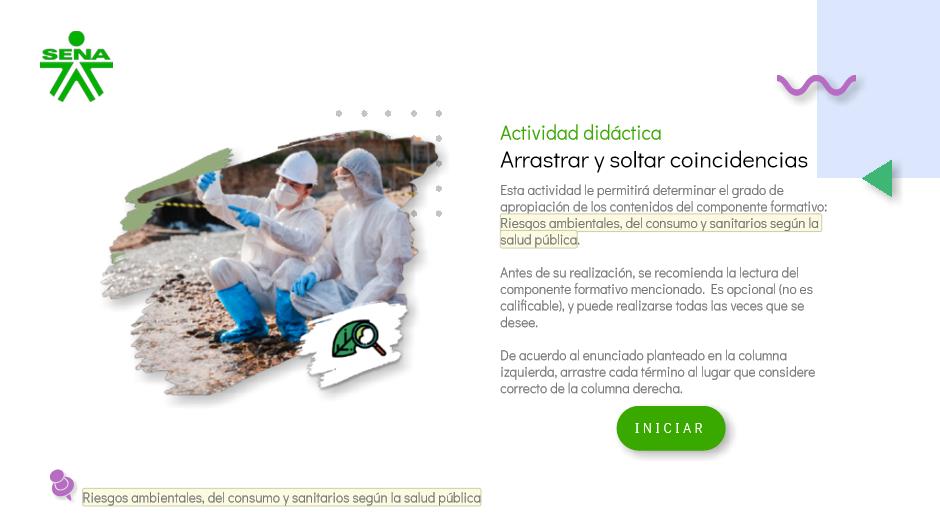 SENA
Actividad didáctica
Arrastrar y soltar coincidencias
Esta actividad le permitirá determinar el grado de
apropiación de los contenidos del componente formativo:
Riesgos ambientales, del consumo y sanitarios según la
salud pública.
Antes de su realización, se recomienda la lectura del
componente formativo mencionado. Es opcional (no es
calificable), y puede realizarse todas las veces que se
desee.
De acuerdo al enunciado planteado en la columna
izquierda, arrastre cada término al lugar que considere
correcto de la columna derecha.
INICIAR
Riesgos ambientales, del consumo y sanitarios según la salud pública